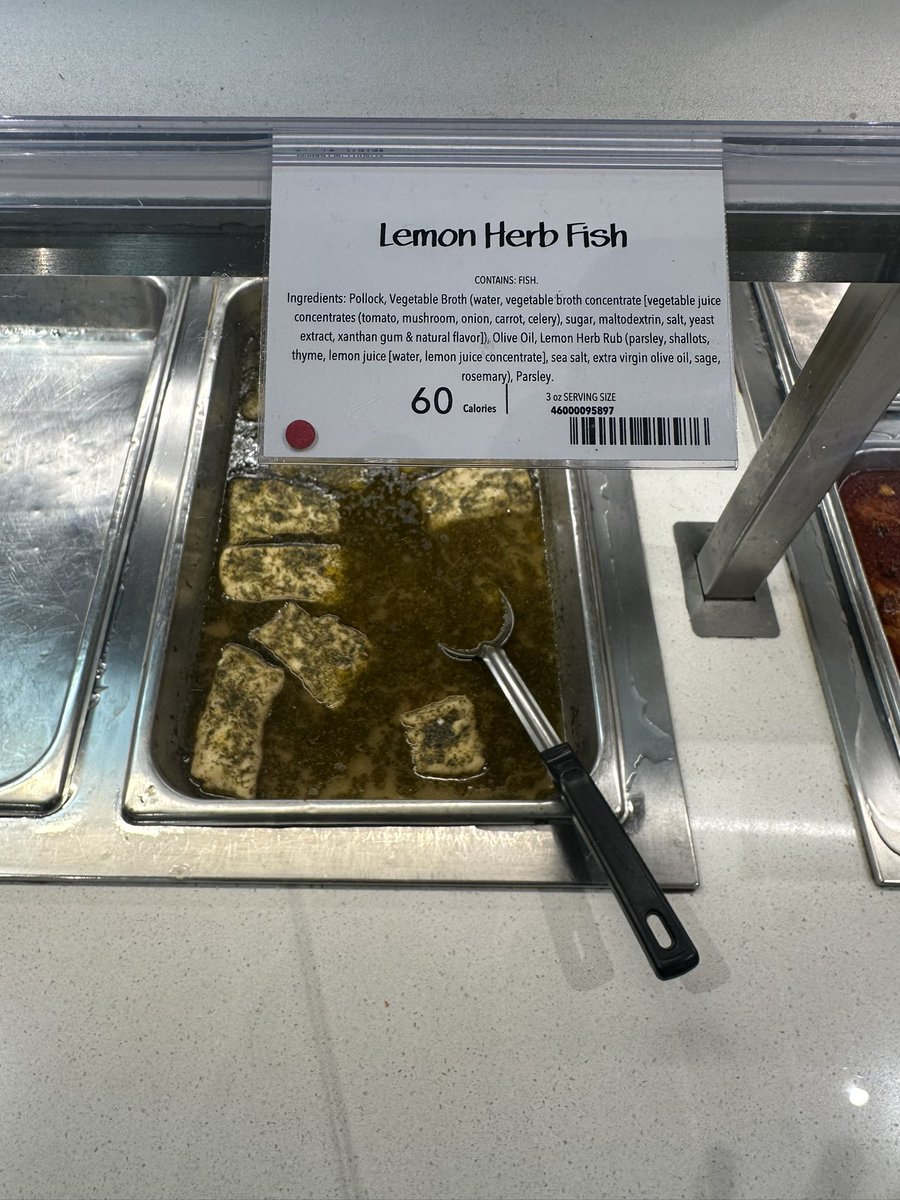 Lemon Herb Fish
CONTAINS: FISH.
Ingredients: Pollock, Vegetable Broth (water, vegetable broth concentrate [vegetable juice
concentrates (tomato, mushroom, onion, carrot, celery), sugar, maltodextrin, salt, yeast
extract, xanthan gum & natural flavor]), Olive Oil, Lemon Herb Rub (parsley, shallots,
thyme, lemon juice [water, lemon juice concentrate], sea salt, extra virgin olive oil, sage,
rosemary), Parsley.
60 Calories
3 oz SERVING SIZE
46000095897